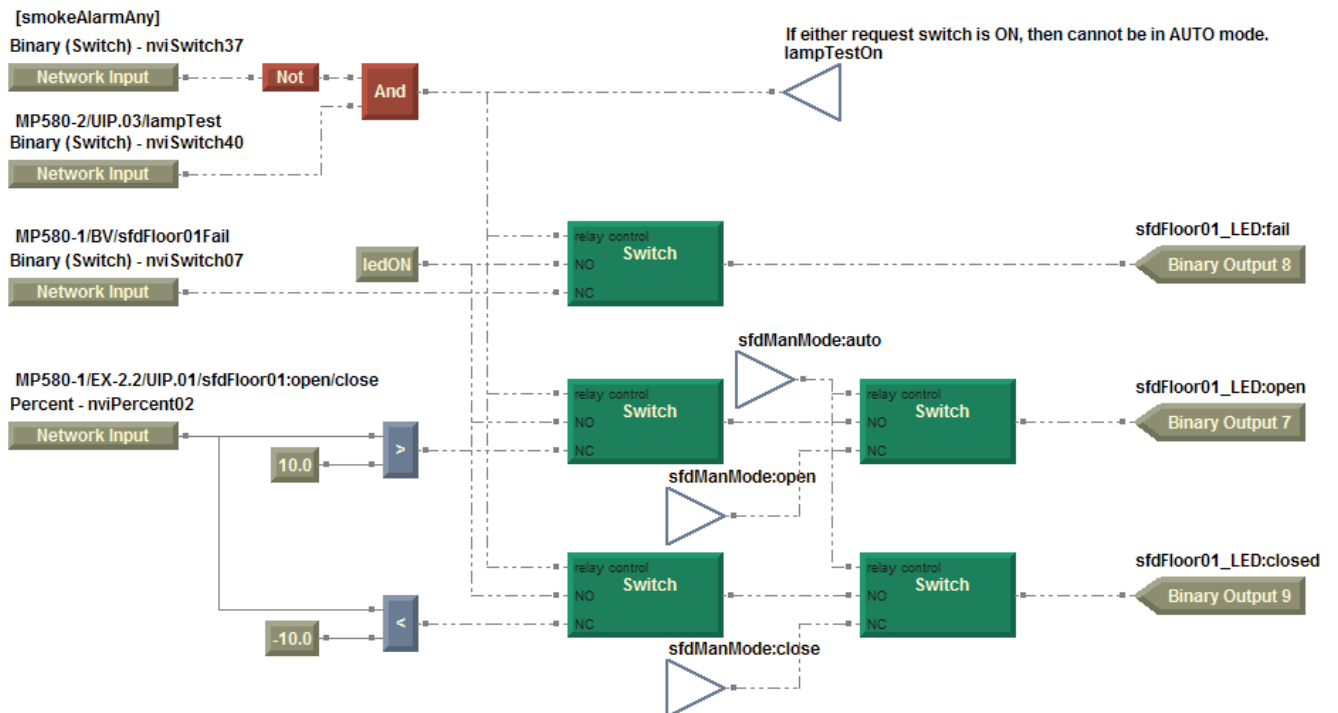 [smokeAlarmAny]
Binary (Switch) - nviSwitch37
Network Input
Not
And
If either request switch is ON, then cannot be in AUTO mode.
lampTestOn
MP580-2/UIP.03/lampTest
Binary (Switch) - nviSwitch40
Network Input
MP580-1/BV/sfdFloor01Fail
Binary (Switch) - nviSwitch07
Network Input
ledON
relay control
Switch
NO
NC
sfdFloor01_LED:fail
Binary Output 8
MP580-1/EX-2.2/UIP.01/sfdFloor01:open/close
Percent - nviPercent02
Network Input
10.0
>
relay control
Switch
NO
NC
sfdManMode:auto
relay control
Switch
NO
NC
sfdFloor01_LED:open
Binary Output 7
sfdManMode:open
-10.0
<
relay control
Switch
NO
NC
relay control
Switch
NO
NC
sfdFloor01_LED:closed
Binary Output 9
sfdManMode:close